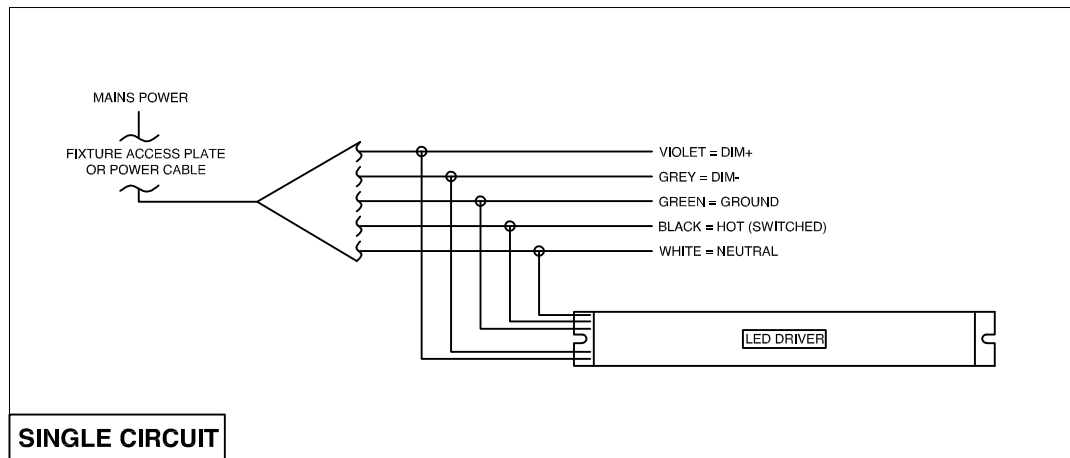 MAINS POWER
FIXTURE ACCESS PLATE
OR POWER CABLE
VIOLET = DIM+
GREY = DIM-
GREEN = GROUND
BLACK = HOT (SWITCHED)
WHITE = NEUTRAL
LED DRIVER
SINGLE CIRCUIT